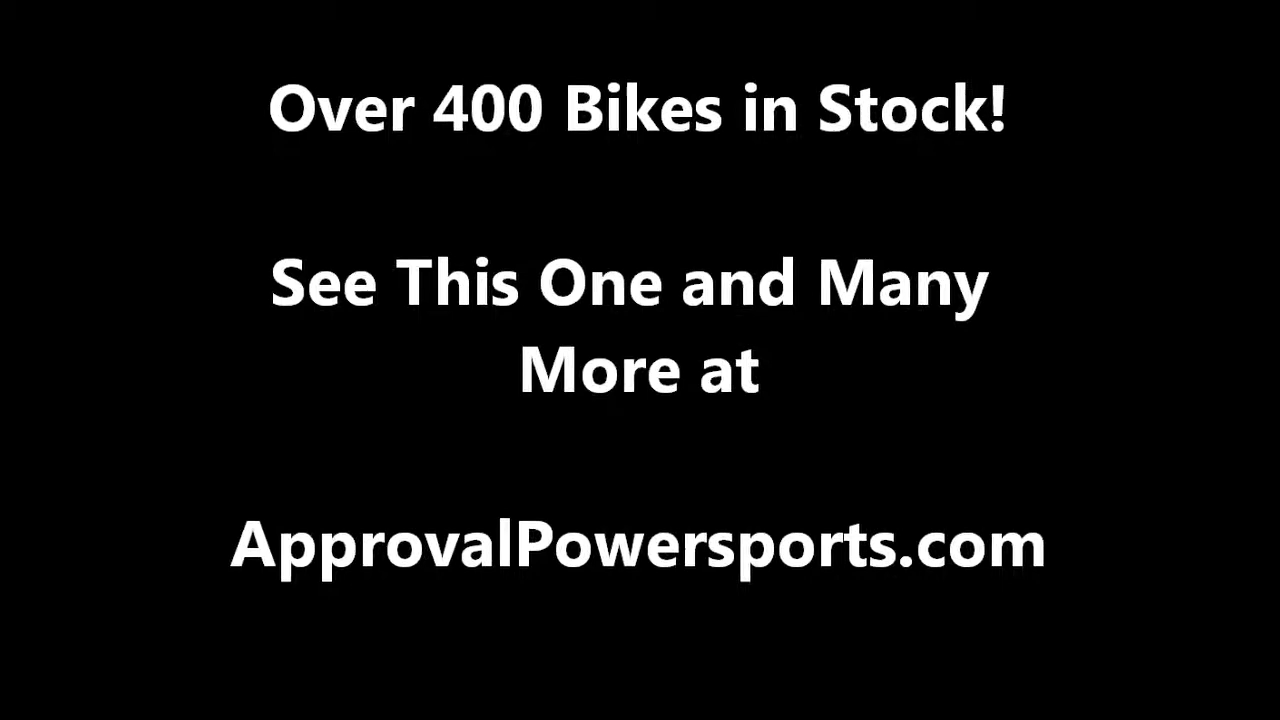 Over 400 Bikes in Stock!
See This One and Many
More at
ApprovalPowersports.com